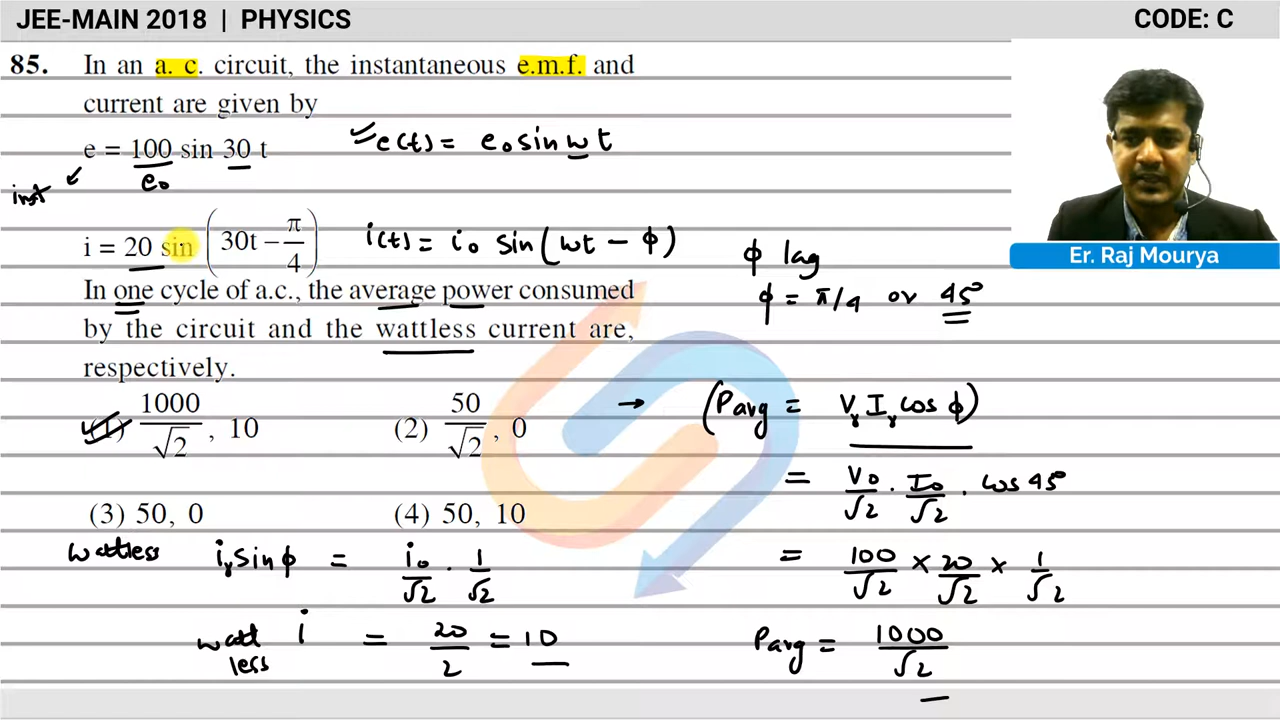 JEE-MAIN 2018 | PHYSICS
CODE: C
85. In an a. c. circuit, the instantaneous e.m.f. and
current are given by
e = 100 sin 30 t
e(t) = e₀ sin ωt
inst
e₀
i = 20 sin (30t − π/4)
i(t) = i₀ sin(ωt − ϕ)
ϕ lag
ϕ = π/4 or 45°
Er. Raj Mourya
In one cycle of a.c., the average power consumed
by the circuit and the wattless current are,
respectively.
(1) 1000/√2, 10
(2) 50/√2, 0
(3) 50, 0
(4) 50, 10
→ (Pavg = Vᵧ Iᵧ cos ϕ)
= V₀/√2 . I₀/√2 . cos 45°
= 100/√2 × 20/√2 × 1/√2
Pavg = 1000/√2
wattless iᵧ sinϕ = i₀/√2 . 1/√2
watt less i = 20/2 = 10